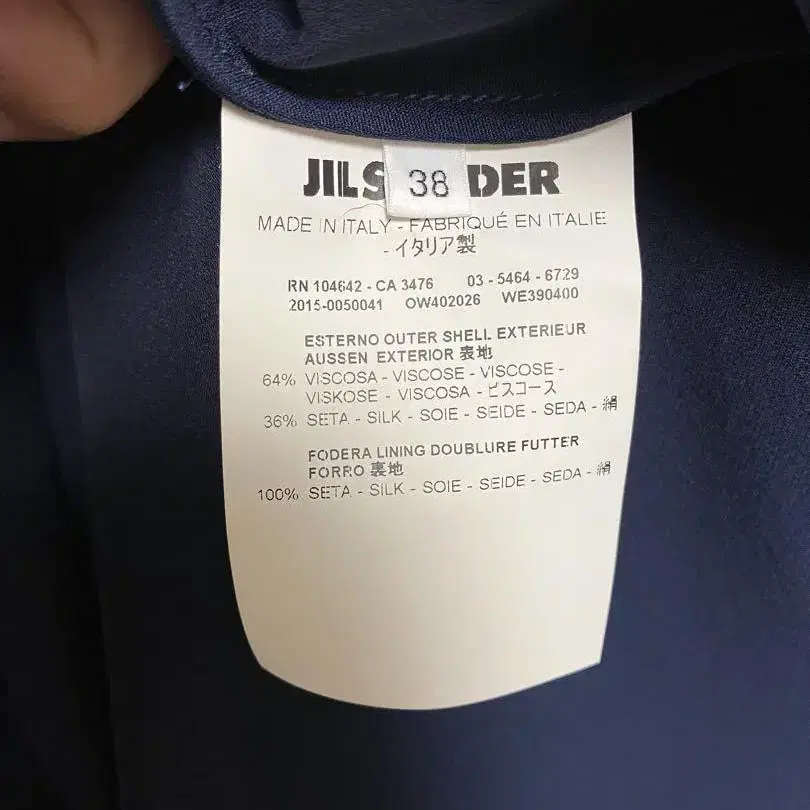 JILS DER
38
MADE IN ITALY - FABRIQUÉ EN ITALIE
- イタリア製
RN 104642 - CA 3476 03 - 5464 - 6729
2015-0050041 OW402026 WE390400
ESTERNO OUTER SHELL EXTERIEUR
AUSSEN EXTERIOR 表地
64% VISCOSA - VISCOSE - VISCOSE -
VISKOSE - VISCOSA - ビスコース
36% SETA - SILK - SOIE - SEIDE - SEDA - 絹
FODERA LINING DOUBLURE FUTTER
FORRO 裏地
100% SETA - SILK - SOIE - SEIDE - SEDA - 絹